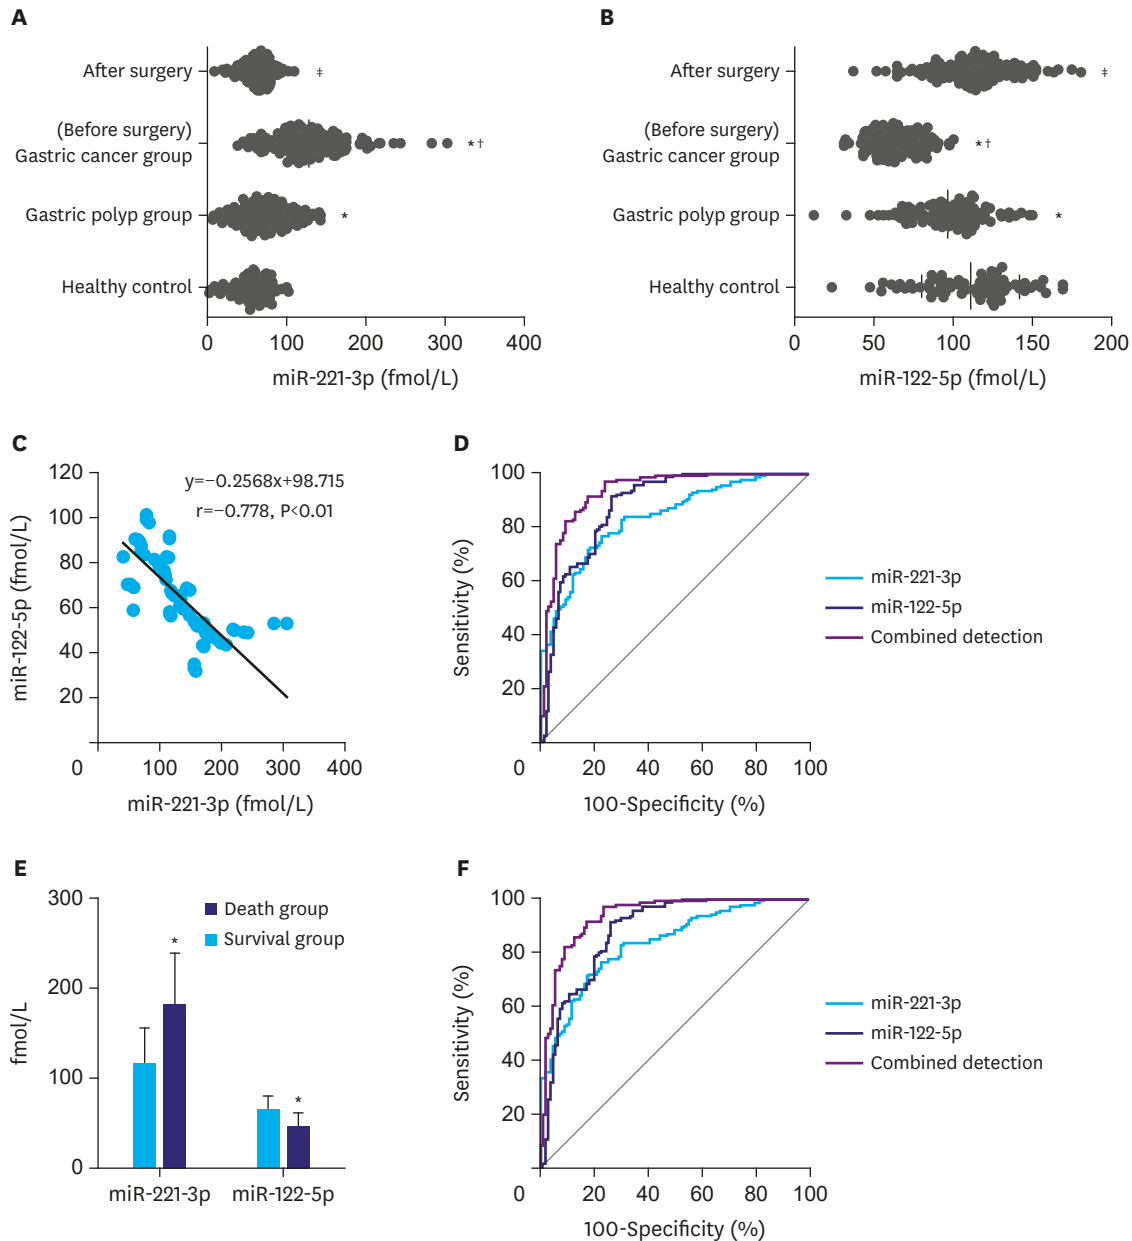 A
After surgery
‡
(Before surgery)
Gastric cancer group
*†
Gastric polyp group
*
Healthy control
0 100 200 300 400
miR-221-3p (fmol/L)
B
After surgery
‡
(Before surgery)
Gastric cancer group
*†
Gastric polyp group
*
Healthy control
0 50 100 150 200
miR-122-5p (fmol/L)
C
y=−0.2568x+98.715
r=−0.778, P<0.01
120
100
80
60
40
20
miR-122-5p (fmol/L)
0 100 200 300 400
miR-221-3p (fmol/L)
D
100
80
60
40
20
Sensitivity (%)
0 20 40 60 80 100
100-Specificity (%)
miR-221-3p
miR-122-5p
Combined detection
E
300
200
100
0
fmol/L
Death group
Survival group
*
*
miR-221-3p miR-122-5p
F
100
80
60
40
20
Sensitivity (%)
0 20 40 60 80 100
100-Specificity (%)
miR-221-3p
miR-122-5p
Combined detection